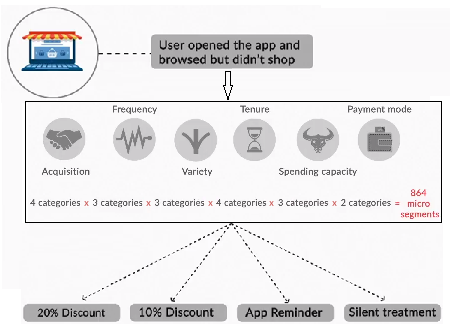 User opened the app and
browsed but didn't shop
Frequency
Tenure
Payment mode
Acquisition
Variety
Spending capacity
4 categories x 3 categories x 3 categories x 4 categories x 3 categories x 2 categories = 864
micro
segments
20% Discount
10% Discount
App Reminder
Silent treatment